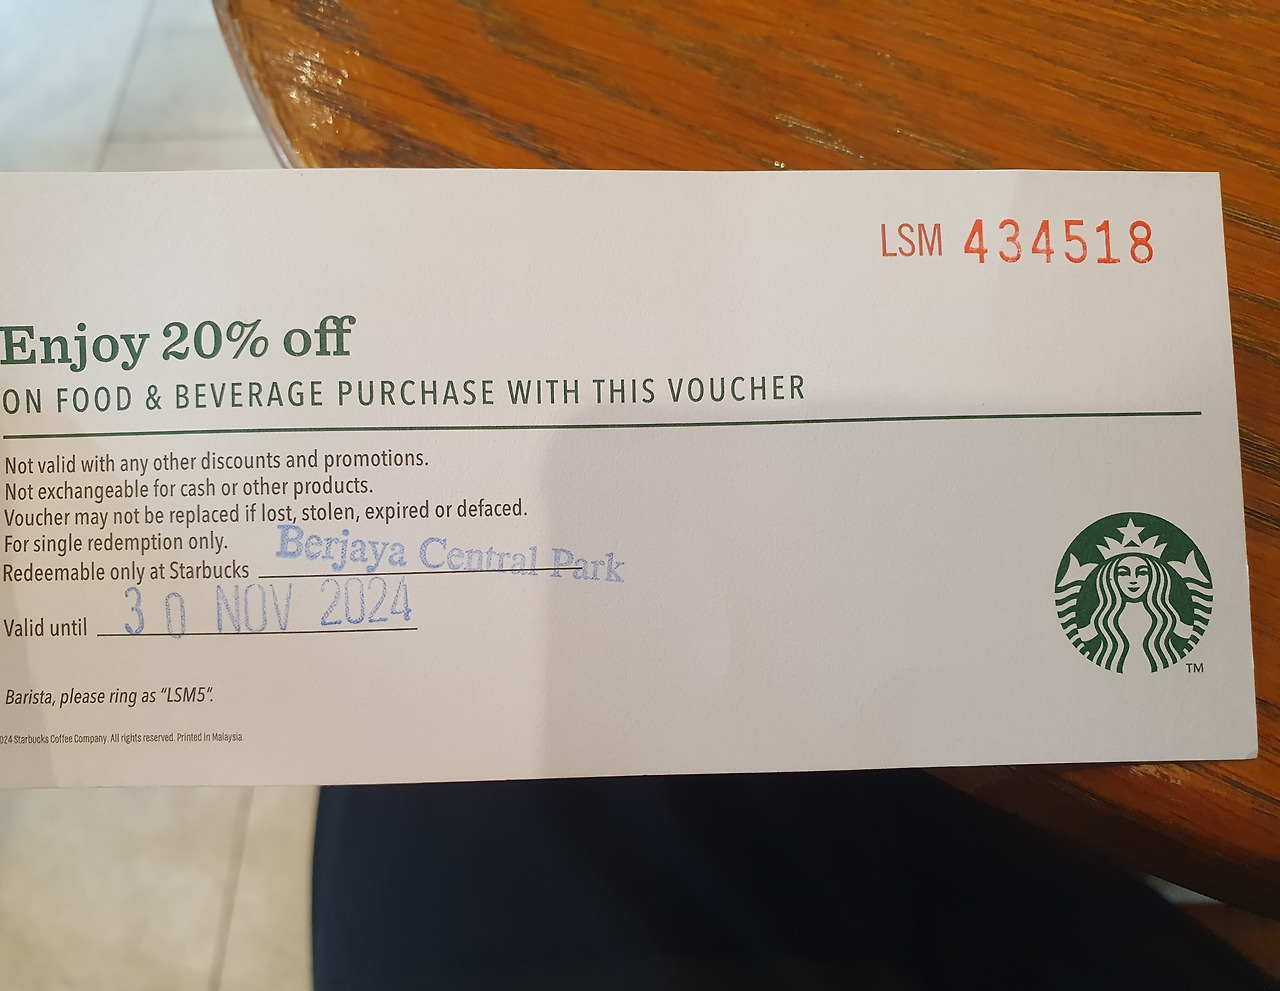 LSM 434518
Enjoy 20% off
ON FOOD & BEVERAGE PURCHASE WITH THIS VOUCHER
Not valid with any other discounts and promotions.
Not exchangeable for cash or other products.
Voucher may not be replaced if lost, stolen, expired or defaced.
For single redemption only.
Redeemable only at Starbucks Berjaya Central Park
Valid until 30 NOV 2024
Barista, please ring as “LSM5”.
024 Starbucks Coffee Company. All rights reserved. Printed in Malaysia.
TM